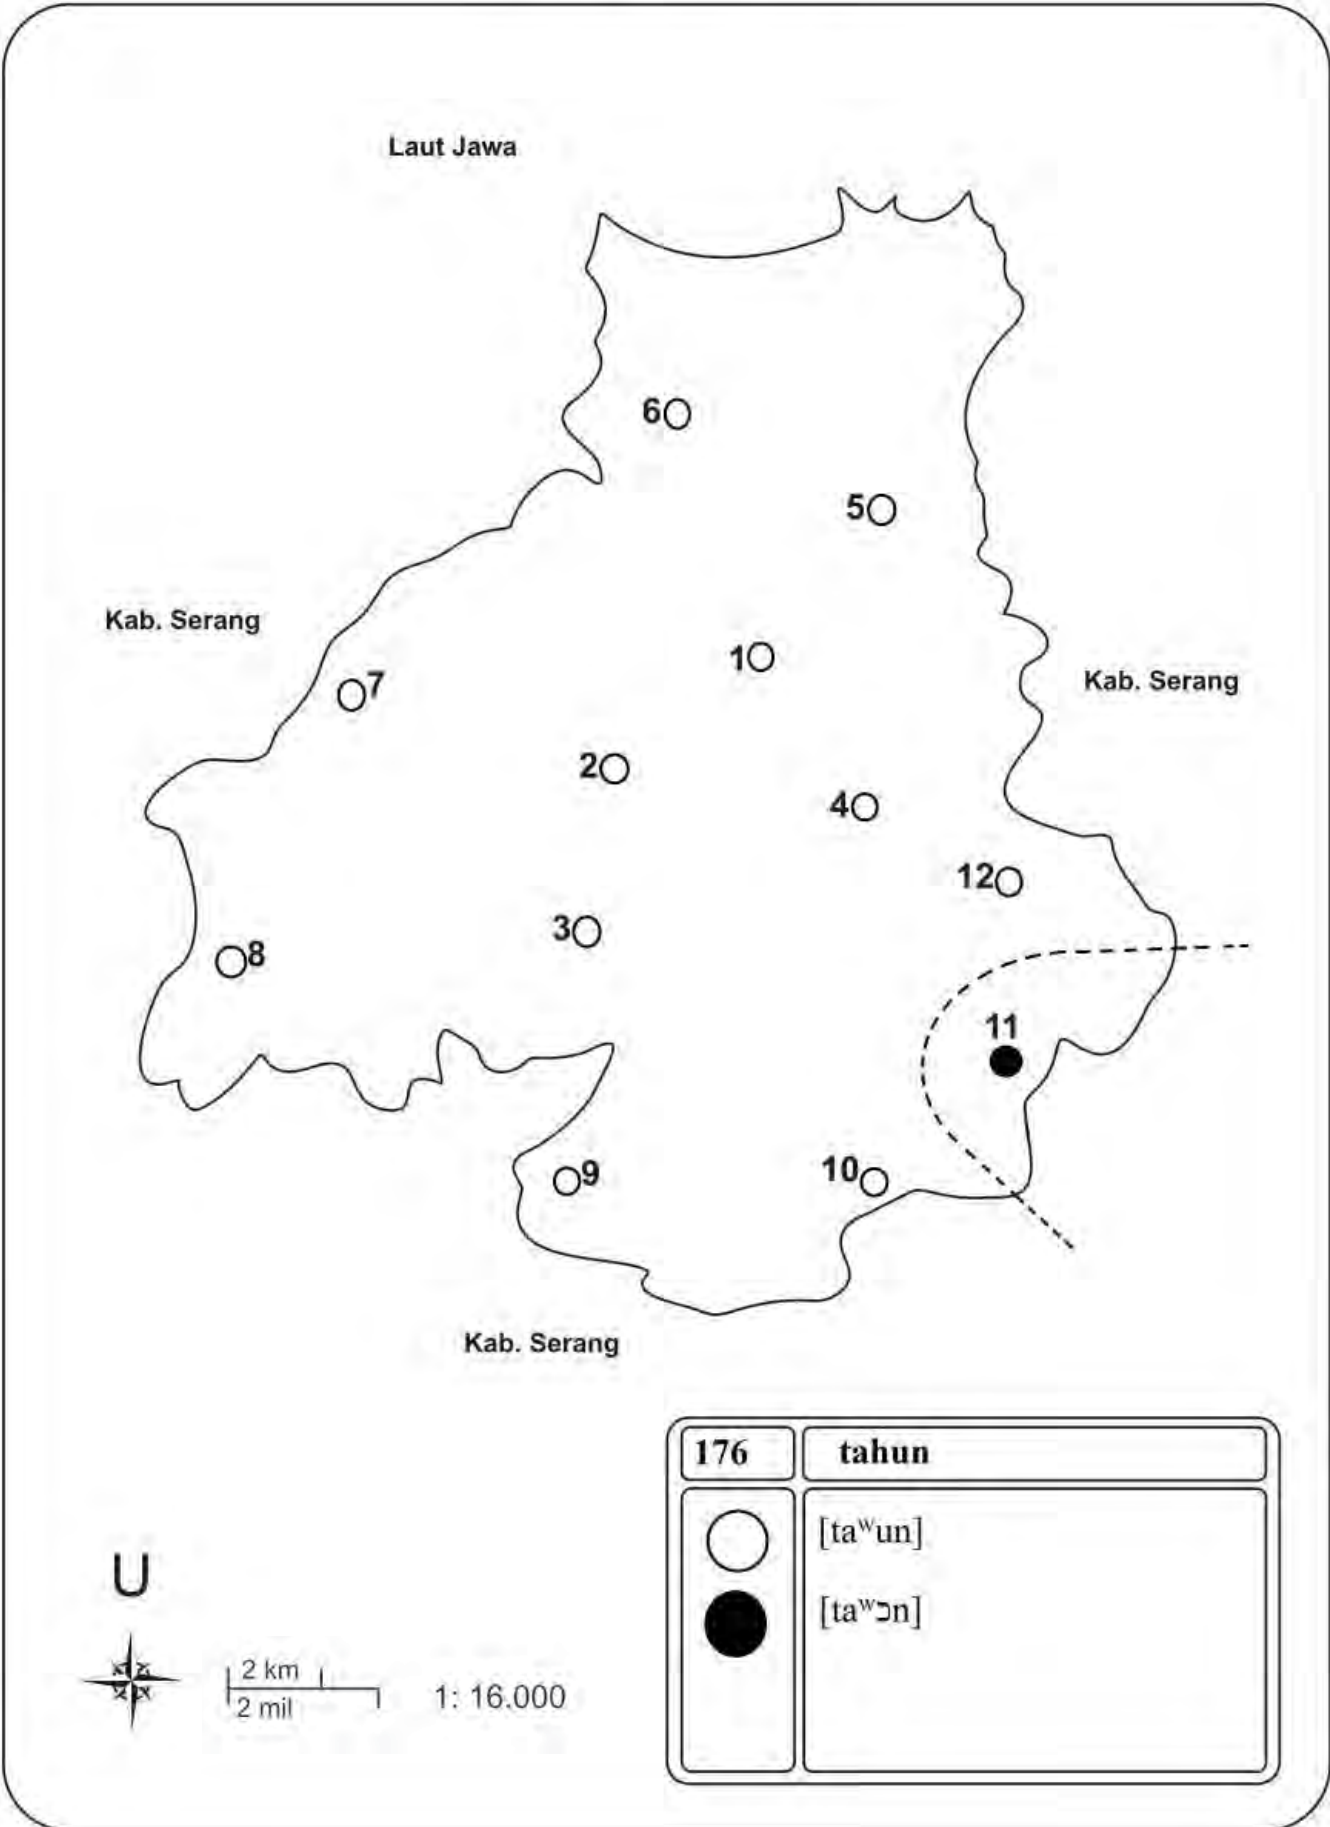 Laut Jawa
6
5
Kab. Serang
1
7
Kab. Serang
2
4
12
3
8
11
9
10
Kab. Serang
176 tahun
[taʷun]
[taʷɔn]
U
2 km
2 mil
1: 16.000